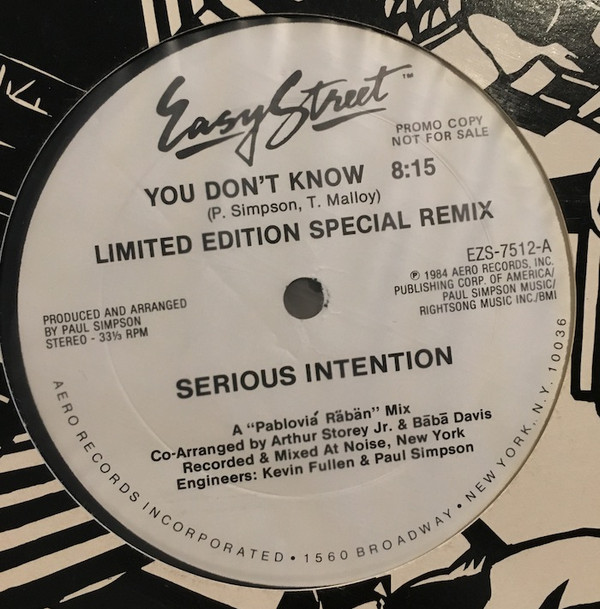 Easy Street™
PROMO COPY
NOT FOR SALE
YOU DON'T KNOW 8:15
(P. Simpson, T. Malloy)
LIMITED EDITION SPECIAL REMIX
EZS-7512-A
℗ 1984 AERO RECORDS, INC.
PUBLISHING CORP. OF AMERICA/
PAUL SIMPSON MUSIC/
RIGHTSONG MUSIC INC./BMI
PRODUCED AND ARRANGED
BY PAUL SIMPSON
STEREO - 33⅓ RPM
SERIOUS INTENTION
A "Pabloviá Räbän" Mix
Co-Arranged by Arthur Storey Jr. & Bābā Davis
Recorded & Mixed At Noise, New York
Engineers: Kevin Fullen & Paul Simpson
AERO RECORDS INCORPORATED • 1560 BROADWAY • NEW YORK, N.Y. 10036